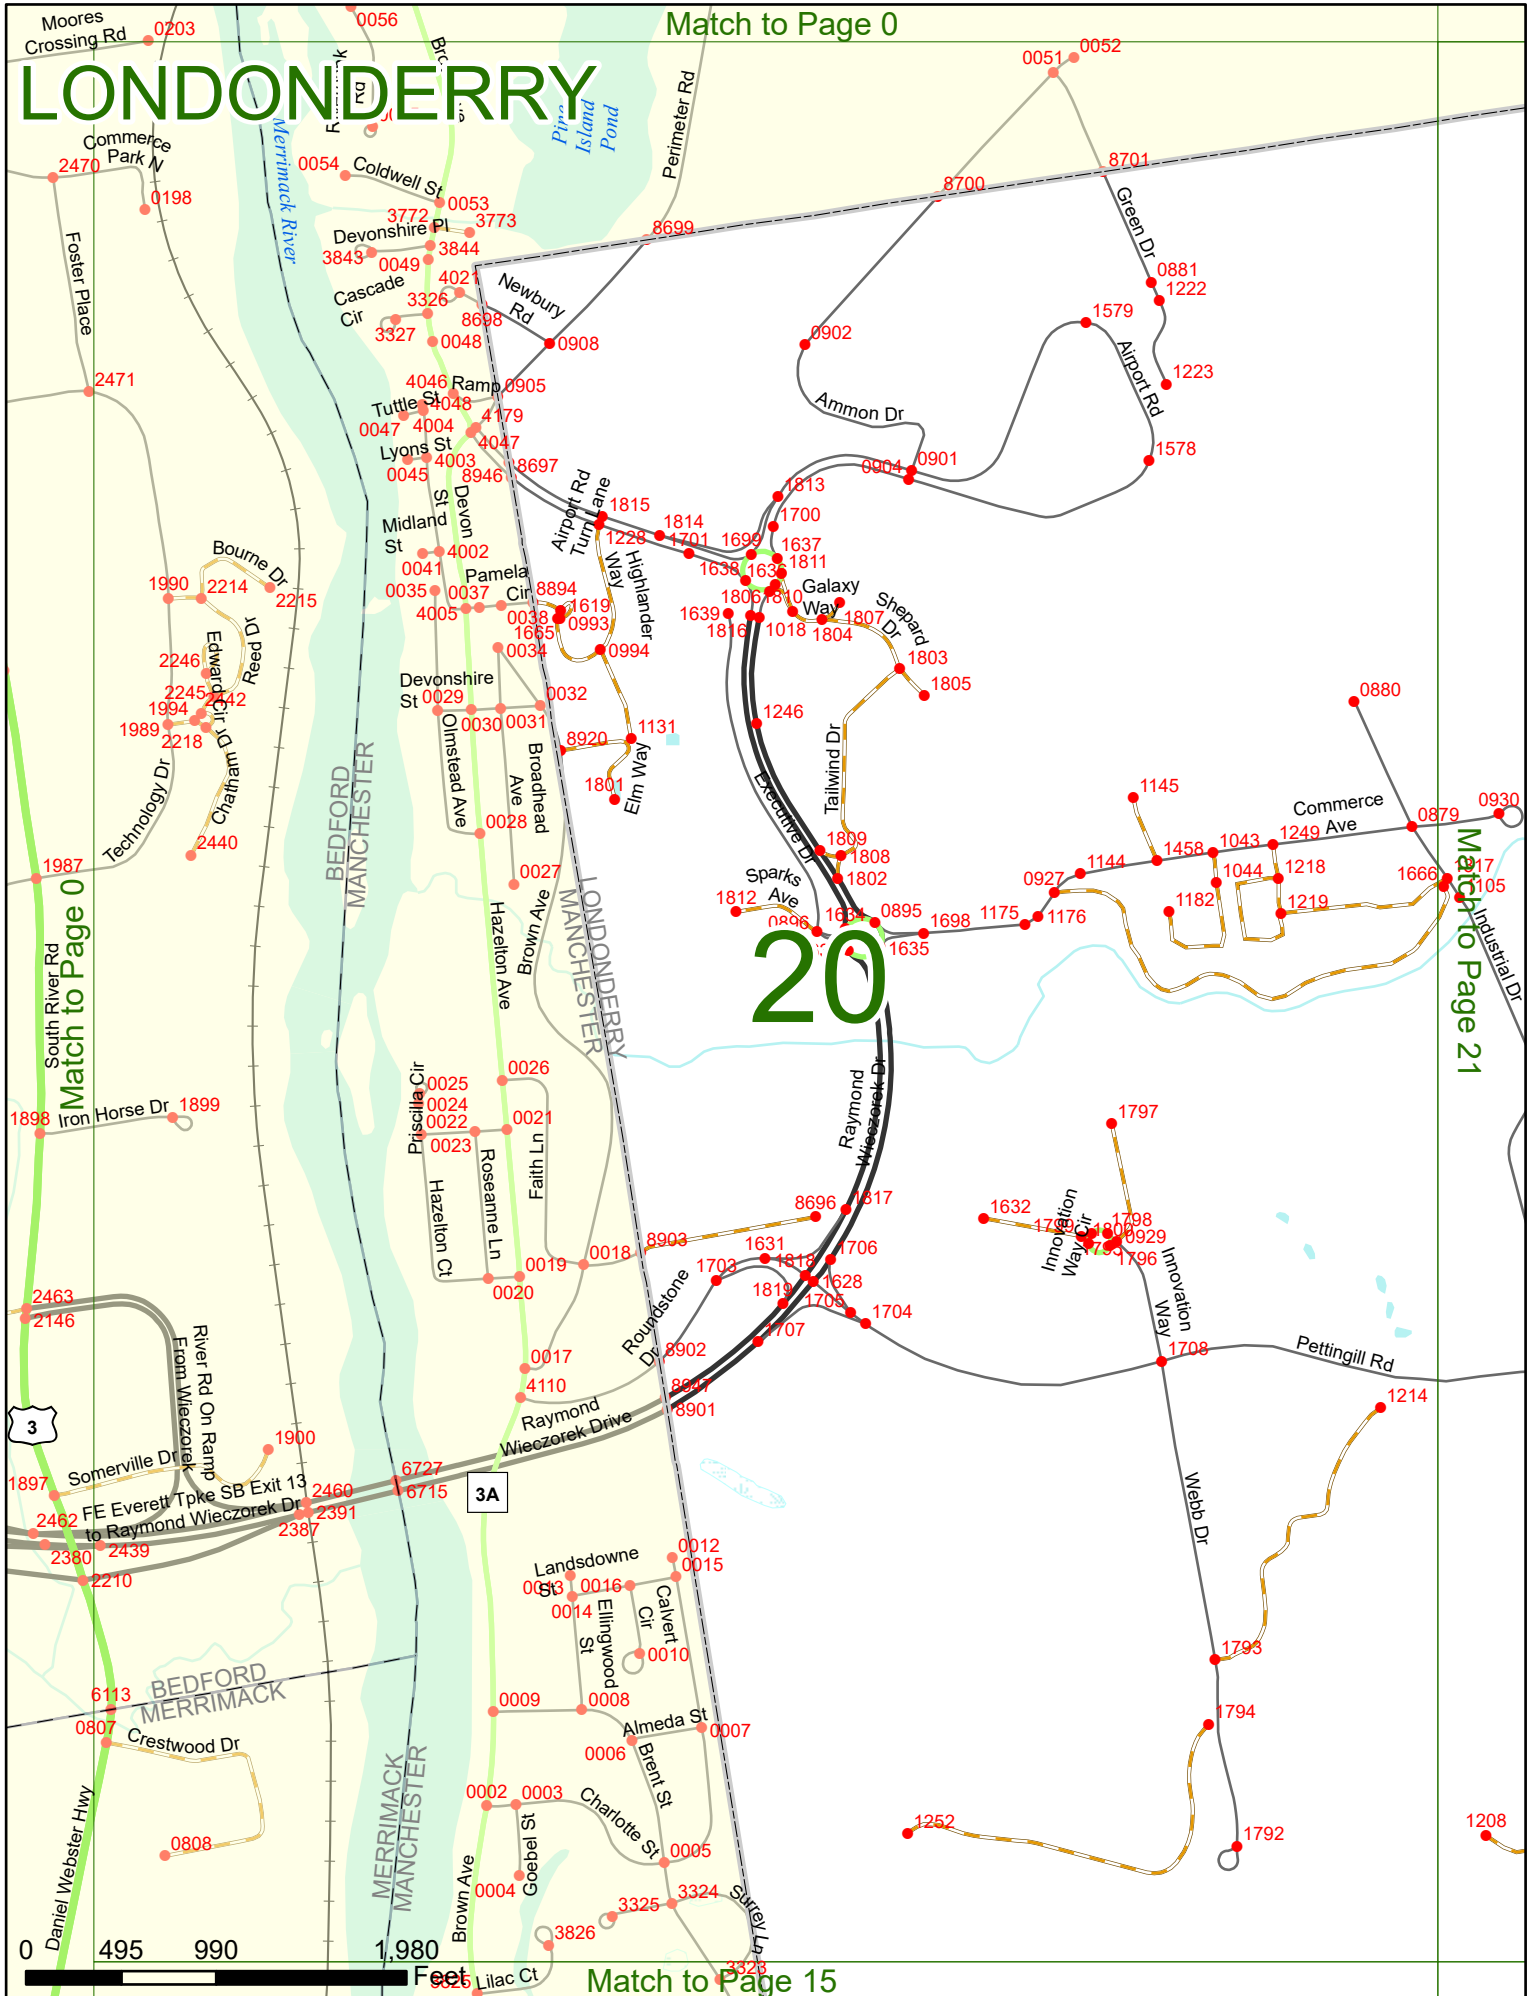 Match to Page 0
Moores
Crossing Rd
0203
0056
0051
0052
LONDONDERRY
Merrimack River
Island
Pond
Perimeter Rd
Commerce
Park N
2470
0198
0054
Coldwell St
0053
3772
3773
Devonshire Pl
3843
3844
0049
8699
8700
8701
Green Dr
0881
1222
1223
Foster Place
4021
Cascade
Cir
3326
3327
8698
0048
Newbury
Rd
0908
0902
1579
Airport Rd
1578
2471
4046
Ramp
0905
Tuttle St
4048
0047
4004
4179
4047
Lyons St
4003
0045
8946
8697
Ammon Dr
0901
0904
1813
1700
Airport Rd
Turn Lane
1815
1228
1814
1701
1699
1637
1638
1636
1811
St
Devon
Midland
St
4002
0041
Highlander
Way
Bourne Dr
1990
2214
2215
0035
0037
Pamela
Cir
8894
4005
0038
1619
1665
0993
0034
0994
1806
1810
Galaxy
Way
1639
1816
1018
1804
1807
Shepard
Dr
1803
1805
Reed Dr
Edward Cir
2246
2245
2442
1994
1989
2218
Chatham Dr
2440
Technology Dr
1987
Devonshire
St
0029
0030
0031
0032
8920
1131
1801
Elm Way
Olmstead Ave
Broadhead
Ave
0028
0027
BEDFORD
MANCHESTER
1246
Executive Dr
Tailwind Dr
1809
1808
1802
Sparks
Ave
1812
0896
1634
0895
1635
1698
1175
1176
0927
1144
1145
1458
1043
1044
1249
1218
1182
1219
Commerce
Ave
0880
0879
0930
1666
Industrial Dr
Match to Page 21
20
Match to Page 0
South River Rd
Hazelton Ave
Brown Ave
LONDONDERRY
MANCHESTER
1898
Iron Horse Dr
1899
Priscilla Cir
0025
0024
0022
0023
0026
0021
Hazelton Ct
Roseanne Ln
Faith Ln
0018
0019
0020
8903
8696
1817
Raymond
Wieczorek Dr
1797
1632
Innovation
Way Cir
1799
1800
1798
0929
1796
Innovation
Way
1631
1703
1818
1706
1628
1819
1705
1704
1707
Roundstone
Dr
8902
1708
Pettingill Rd
1214
2463
2146
River Rd On Ramp
From Wieczorek
0017
4110
8947
8901
Raymond
Wieczorek Drive
3
1900
1897
Somerville Dr
FE Everett Tpke SB Exit 13
to Raymond Wieczorek Dr
2460
2391
2387
6727
6715
3A
2462
2380
2439
2210
Webb Dr
Landsdowne
St
0012
0015
0013
0016
0014
Ellingwood
St
Calvert
Cir
0010
1793
BEDFORD
MERRIMACK
6113
0807
Crestwood Dr
0808
0009
0008
Almeda St
0007
0006
Brent St
1794
MERRIMACK
MANCHESTER
0002
0003
0004
Goebel St
Charlotte St
0005
1252
1792
1208
Daniel Webster Hwy
Brown Ave
3324
3325
3826
Surrey Ln
3323
3825
Lilac Ct
0
495
990
1,980
Feet
Match to Page 15